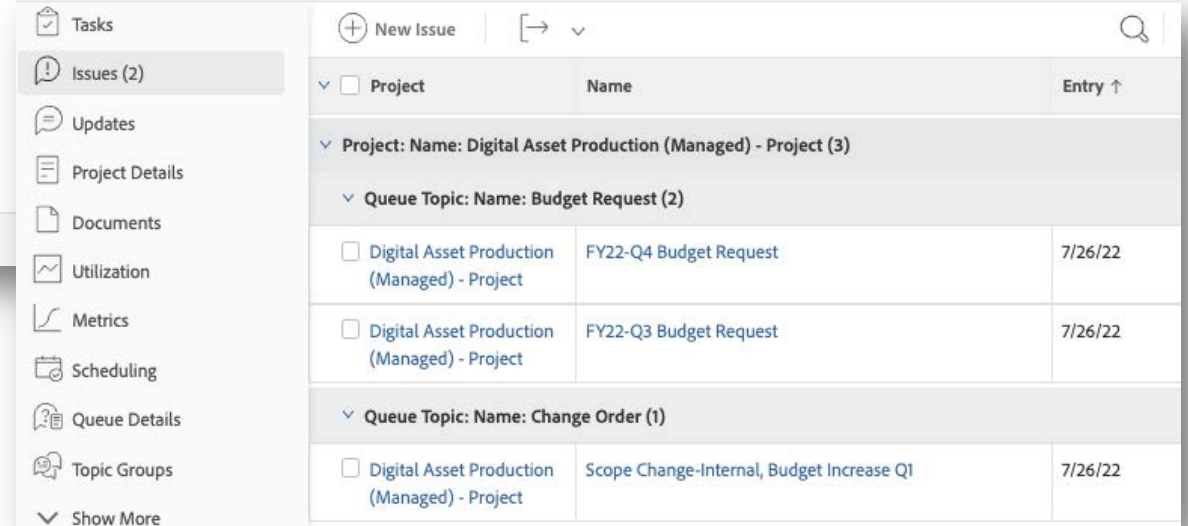 Tasks
Issues (2)
Updates
Project Details
Documents
Utilization
Metrics
Scheduling
Queue Details
Topic Groups
Show More
New Issue
Project Name Entry ↑
Project: Name: Digital Asset Production (Managed) - Project (3)
Queue Topic: Name: Budget Request (2)
Digital Asset Production FY22-Q4 Budget Request 7/26/22
(Managed) - Project
Digital Asset Production FY22-Q3 Budget Request 7/26/22
(Managed) - Project
Queue Topic: Name: Change Order (1)
Digital Asset Production Scope Change-Internal, Budget Increase Q1 7/26/22
(Managed) - Project